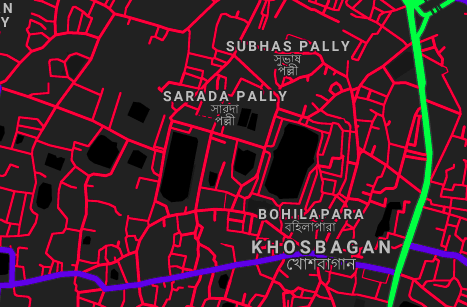 N
Y
SUBHAS PALLY
সুভাষ
পল্লী
SARADA PALLY
সারদা
পল্লী
BOHILAPARA
বহিলাপারা
KHOSBAGAN
খোশবাগান